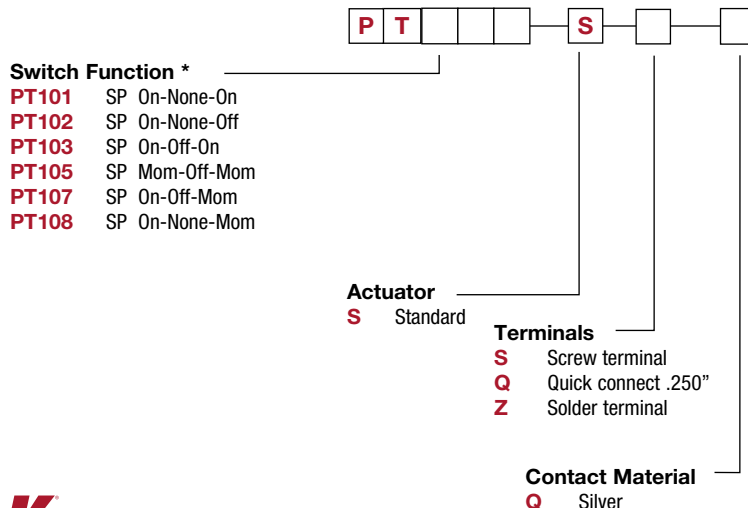 P T S
Switch Function *
PT101 SP On-None-On
PT102 SP On-None-Off
PT103 SP On-Off-On
PT105 SP Mom-Off-Mom
PT107 SP On-Off-Mom
PT108 SP On-None-Mom
Actuator
S Standard
Terminals
S Screw terminal
Q Quick connect .250”
Z Solder terminal
Contact Material
Q Silver